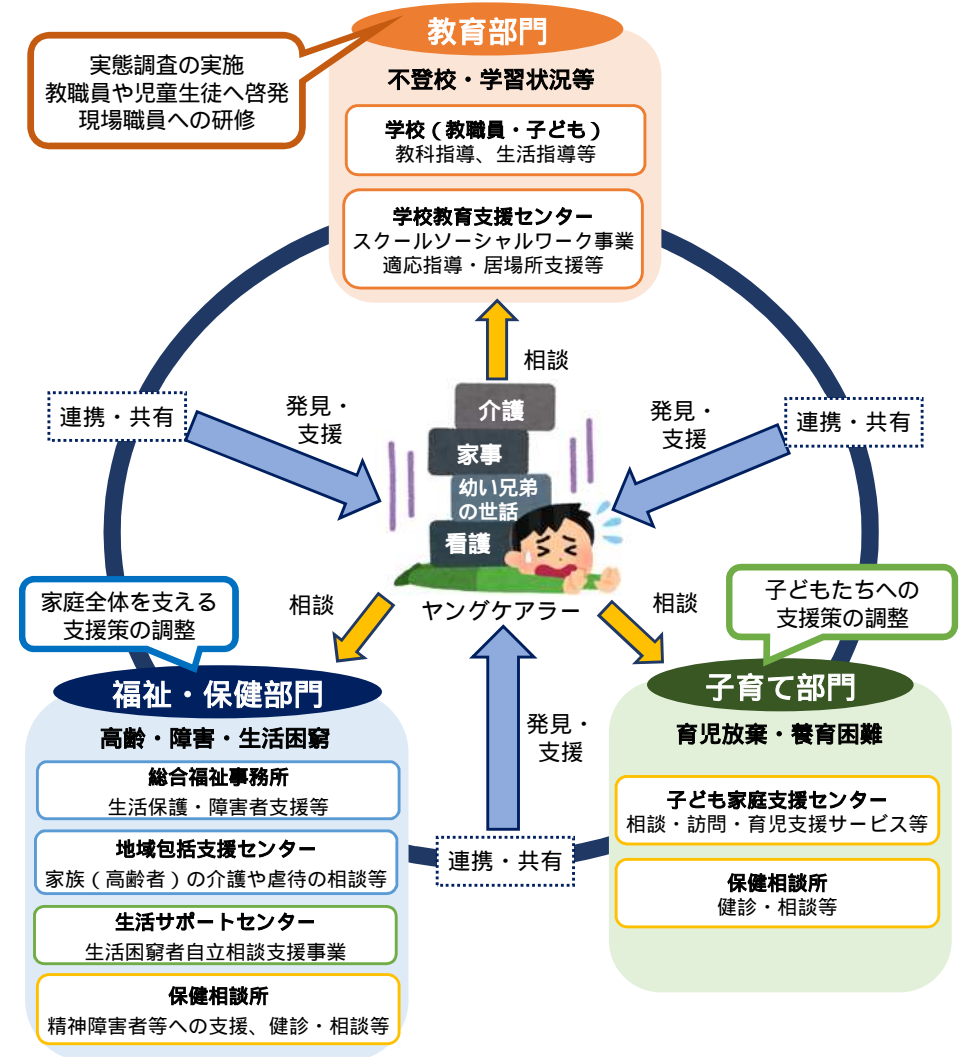 教育部門
実態調査の実施
教職員や児童生徒へ啓発
現場職員への研修
不登校・学習状況等
学校(教職員・子ども)
教科指導、生活指導等
学校教育支援センター
スクールソーシャルワーク事業
適応指導・居場所支援等
相談
連携・共有
発見・
支援
発見・
支援
連携・共有
介護
家事
幼い兄弟
の世話
看護
ヤングケアラー
家庭全体を支える
支援策の調整
相談
相談
子どもたちへの
支援策の調整
福祉・保健部門
高齢・障害・生活困窮
総合福祉事務所
生活保護・障害者支援等
地域包括支援センター
家族(高齢者)の介護や虐待の相談等
生活サポートセンター
生活困窮者自立相談支援事業
保健相談所
精神障害者等への支援、健診・相談等
発見・
支援
連携・共有
子育て部門
育児放棄・養育困難
子ども家庭支援センター
相談・訪問・育児支援サービス等
保健相談所
健診・相談等